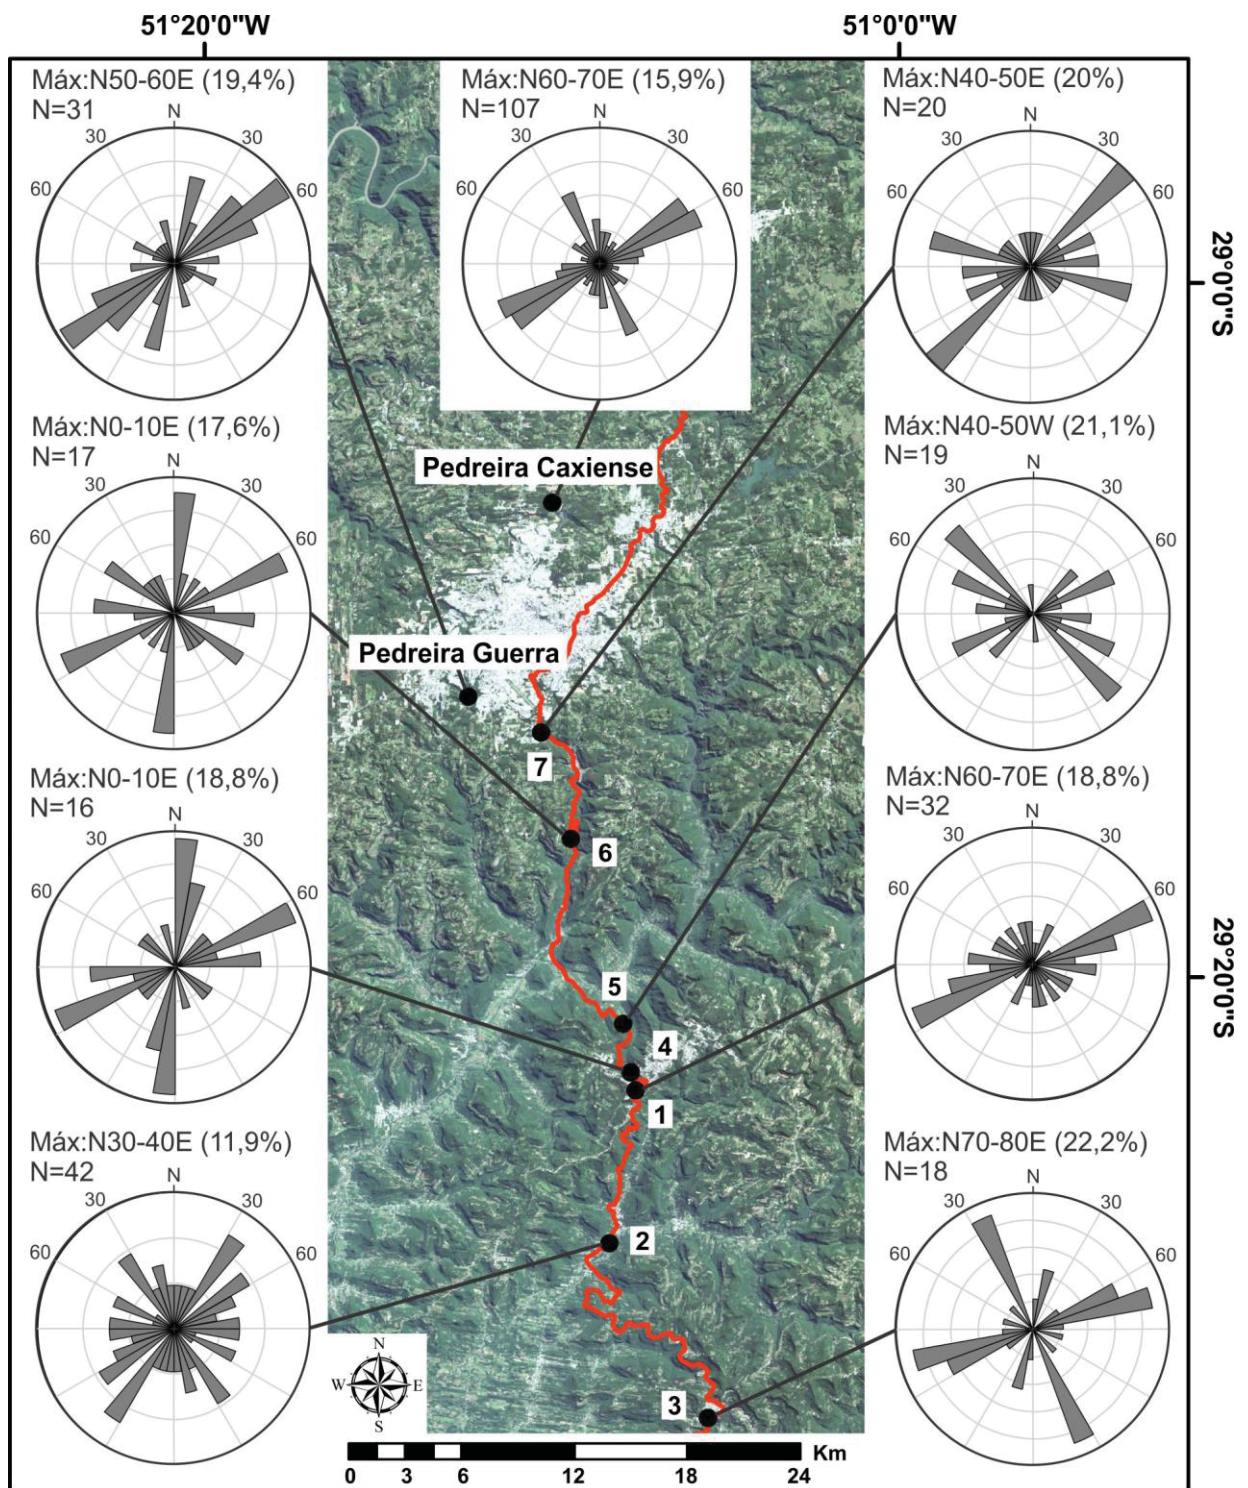 51°20'0"W
51°0'0"W
Máx:N50-60E (19,4%)
N=31
N
30
30
60
60
Máx:N60-70E (15,9%)
N=107
N
30
30
60
60
Máx:N40-50E (20%)
N=20
N
30
30
60
60
29°0'0"S
Máx:N0-10E (17,6%)
N=17
N
30
30
60
60
Máx:N40-50W (21,1%)
N=19
N
30
30
60
60
Pedreira Caxiense
Pedreira Guerra
7
6
Máx:N0-10E (18,8%)
N=16
N
30
30
60
60
Máx:N60-70E (18,8%)
N=32
N
30
30
60
60
29°20'0"S
5
4
1
Máx:N30-40E (11,9%)
N=42
N
30
30
60
60
Máx:N70-80E (22,2%)
N=18
N
30
30
60
60
2
3
N
W
E
S
0 3 6 12 18 24 Km